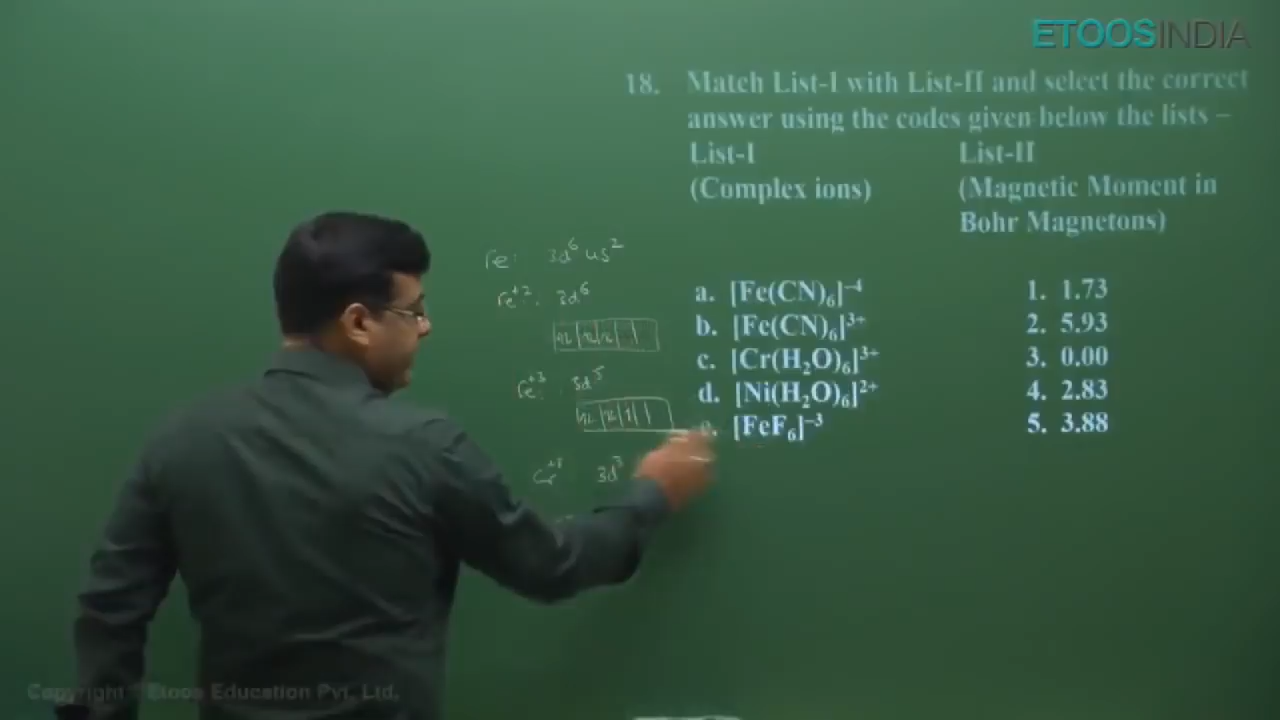 ETOOSINDIA
18. Match List-I with List-II and select the correct
answer using the codes given below the lists –
List-I List-II
(Complex ions) (Magnetic Moment in
Bohr Magnetons)
a. [Fe(CN)₆]⁻⁴ 1. 1.73
b. [Fe(CN)₆]³⁺ 2. 5.93
c. [Cr(H₂O)₆]³⁺ 3. 0.00
d. [Ni(H₂O)₆]²⁺ 4. 2.83
e. [FeF₆]⁻³ 5. 3.88
Fe: 3d⁶ 4s²
Fe⁺²: 3d⁶
Fe⁺³: 3d⁵
Cr⁺³ 3d³
Copyright Etoos Education Pvt. Ltd.